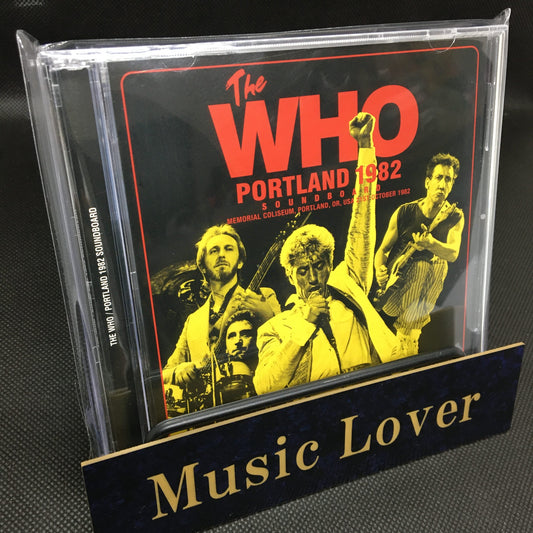 The
WHO
PORTLAND 1982
SOUNDBOARD
MEMORIAL COLISEUM, PORTLAND, OR, USA 31ST OCTOBER 1982
THE WHO / PORTLAND 1982 SOUNDBOARD
Music Lover